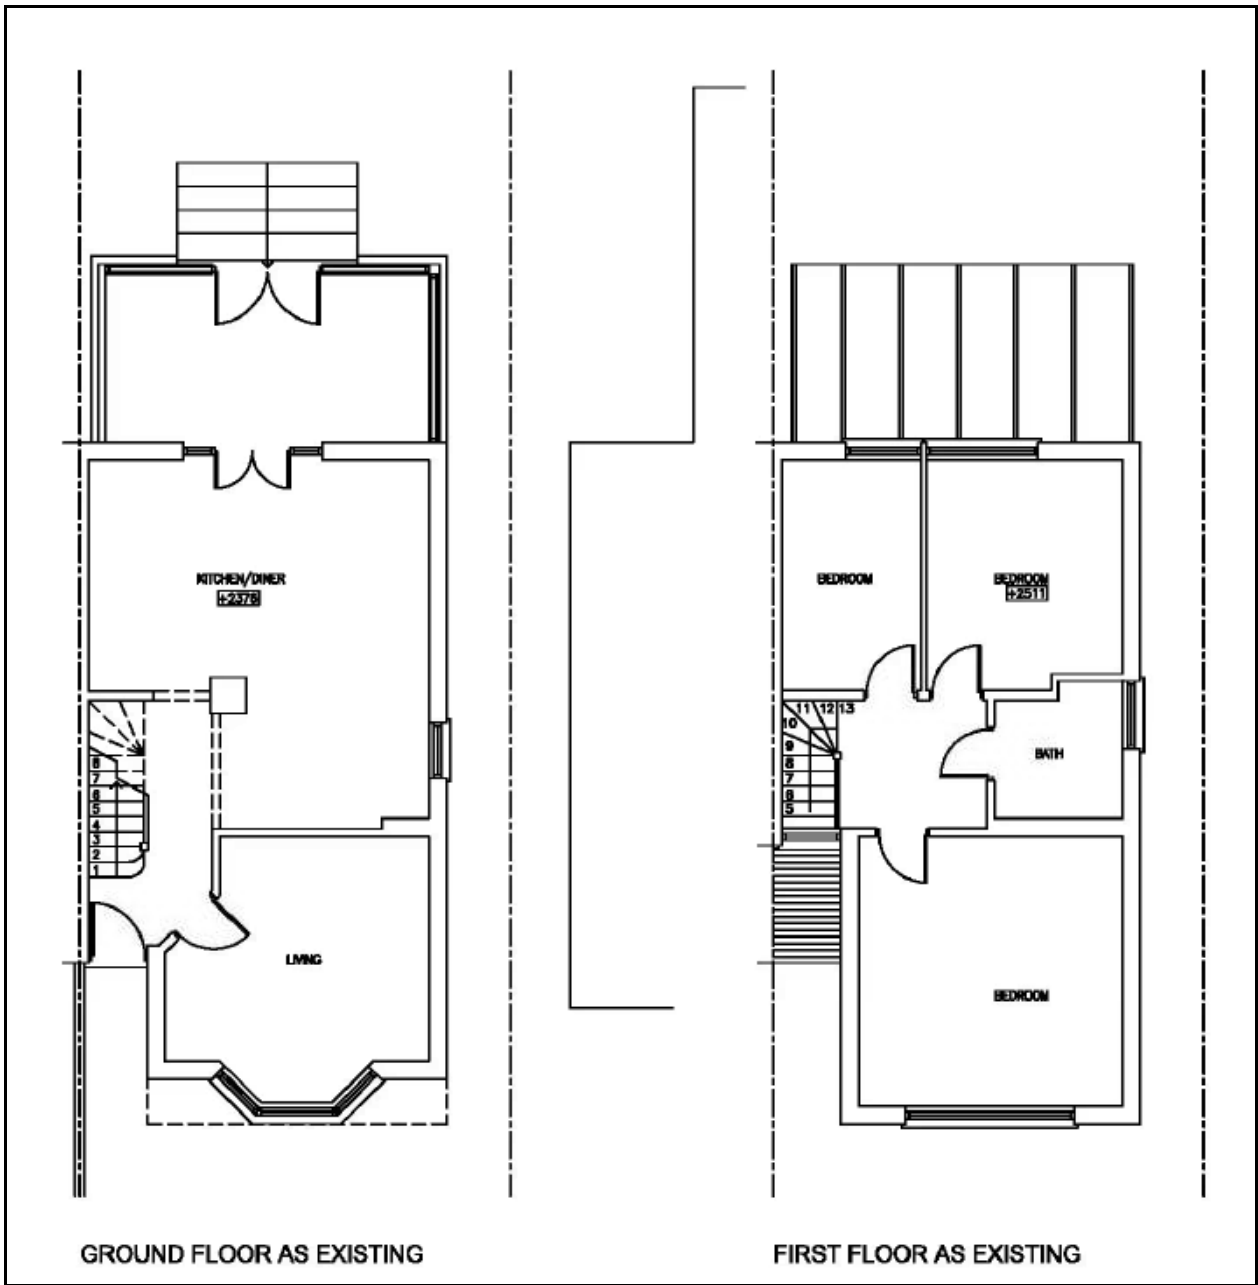 KITCHEN/DINER
+2376
8
7
6
5
4
3
2
1
LIVING
GROUND FLOOR AS EXISTING
BEDROOM
BEDROOM
+2511
11 12 13
10
9
8
7
6
5
BATH
BEDROOM
FIRST FLOOR AS EXISTING